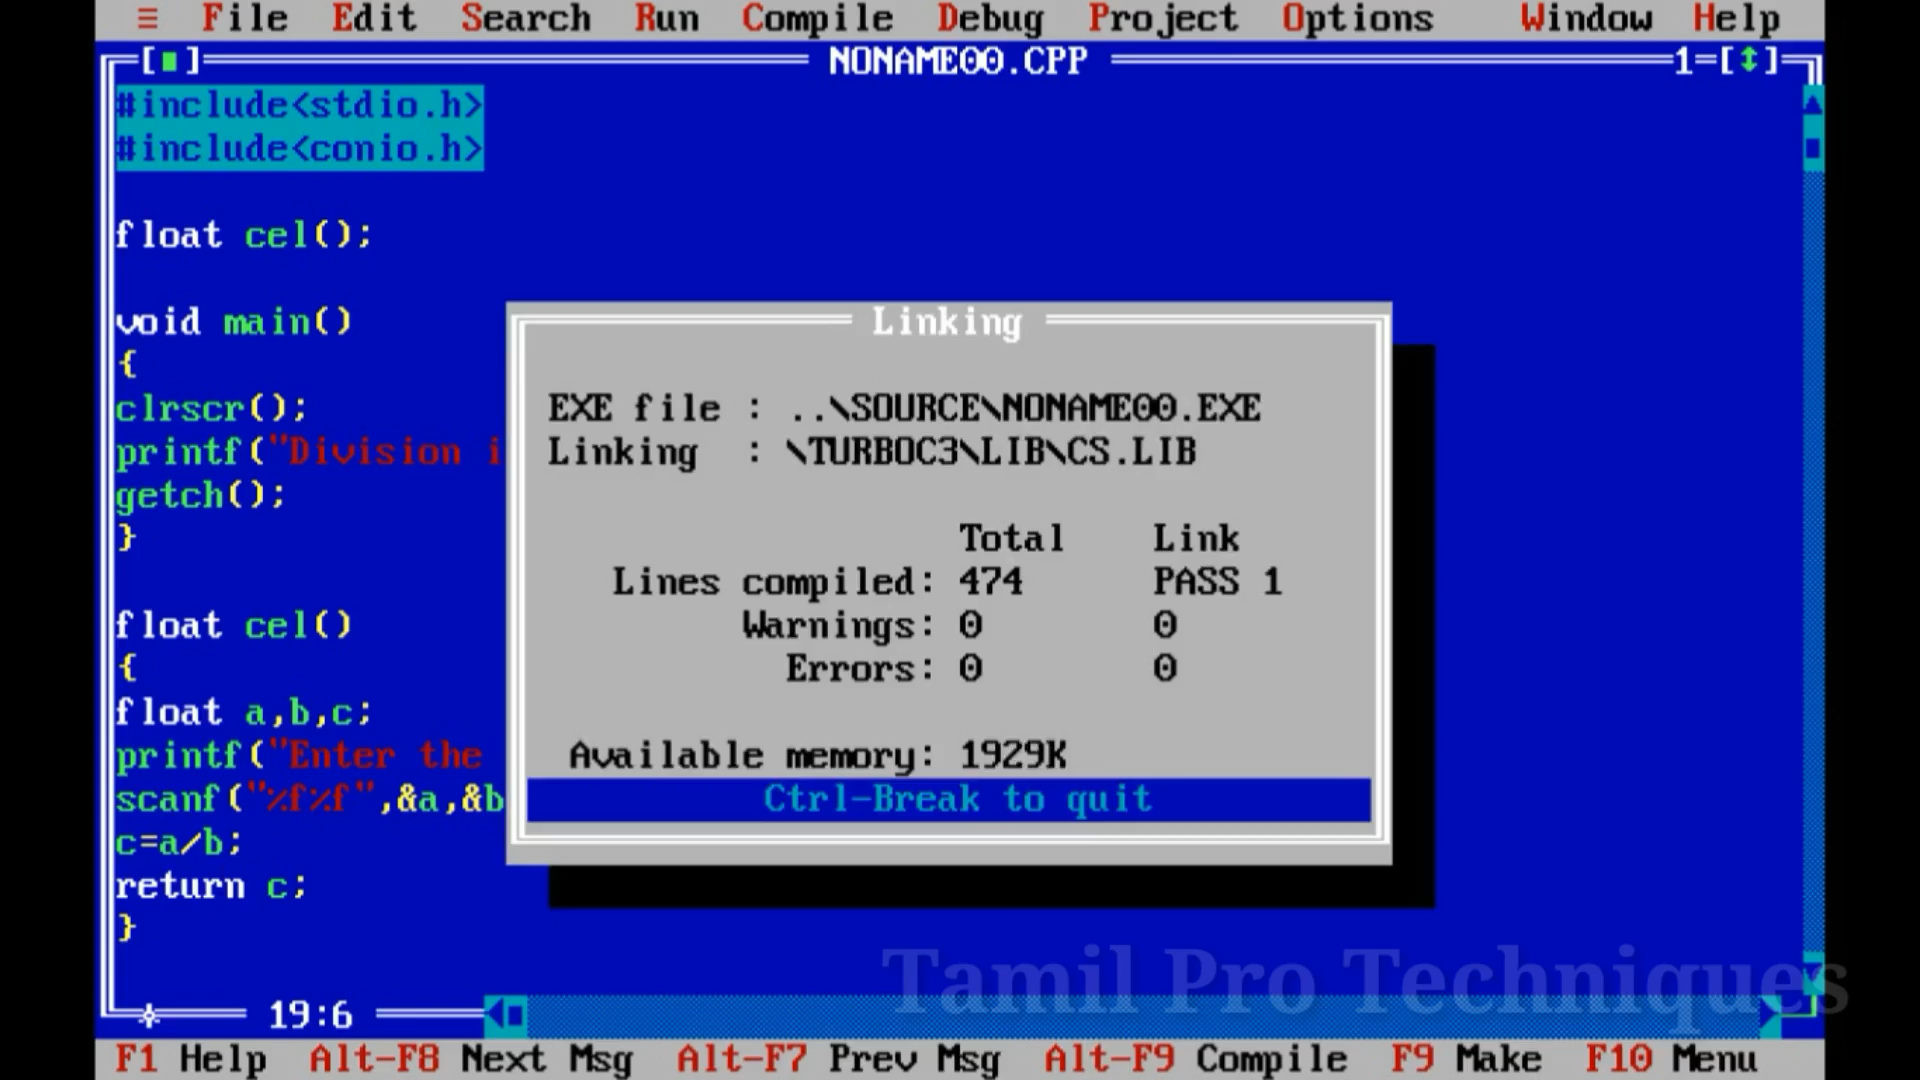 ≡ File Edit Search Run Compile Debug Project Options Window Help
[■] NONAME00.CPP 1=[↕]
#include<stdio.h>
#include<conio.h>
float cel();
void main()
{
clrscr();
printf("Division i
getch();
}
float cel()
{
float a,b,c;
printf("Enter the
scanf("%f%f",&a,&b
c=a/b;
return c;
}
Linking
EXE file : ..\SOURCE\NONAME00.EXE
Linking : \TURBOC3\LIB\CS.LIB
Total Link
Lines compiled: 474 PASS 1
Warnings: 0 0
Errors: 0 0
Available memory: 1929K
Ctrl-Break to quit
Tamil Pro Techniques
19:6
F1 Help Alt-F8 Next Msg Alt-F7 Prev Msg Alt-F9 Compile F9 Make F10 Menu